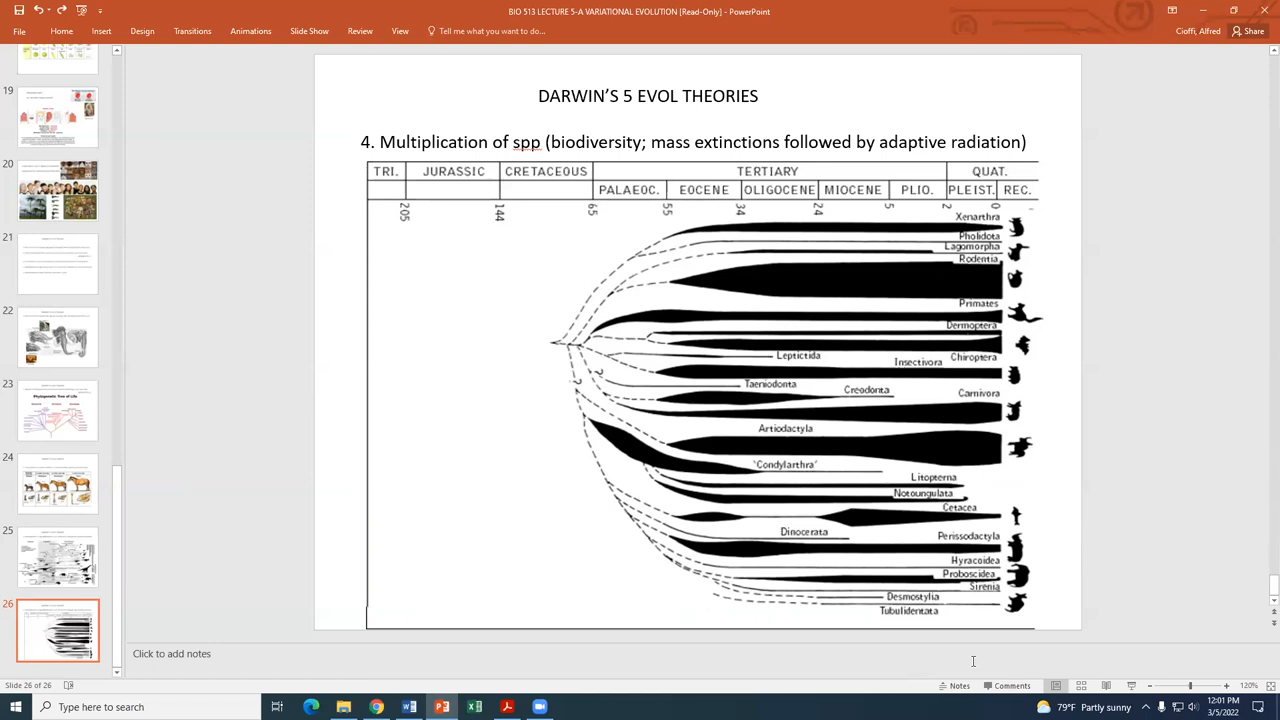 BIO 513 LECTURE 5-A VARIATIONAL EVOLUTION [Read-Only] - PowerPoint
File Home Insert Design Transitions Animations Slide Show Review View Tell me what you want to do... Cioffi, Alfred Share
19
20
21
22
23
Phylogenetic Tree of Life
24
25
26
DARWIN'S 5 EVOL THEORIES
4. Multiplication of spp (biodiversity; mass extinctions followed by adaptive radiation)
TRI. JURASSIC CRETACEOUS TERTIARY QUAT.
PALAEOC. EOCENE OLIGOCENE MIOCENE PLIO. PLEIST. REC.
205 144 65 55 34 24 5 2 0
Xenarthra
Pholidota
Lagomorpha
Rodentia
Primates
Dermoptera
Leptictida
Chiroptera
Insectivora
?
?
Taeniodonta
Creodonta
Carnivora
Artiodactyla
'Condylarthra'
Litopterna
Notoungulata
Cetacea
Dinocerata
Perissodactyla
Hyracoidea
Proboscidea
Sirenia
Desmostylia
Tubulidentata
Click to add notes
Slide 26 of 26 Notes Comments 120%
Type here to search
79°F Partly sunny
12:01 PM
3/5/2022